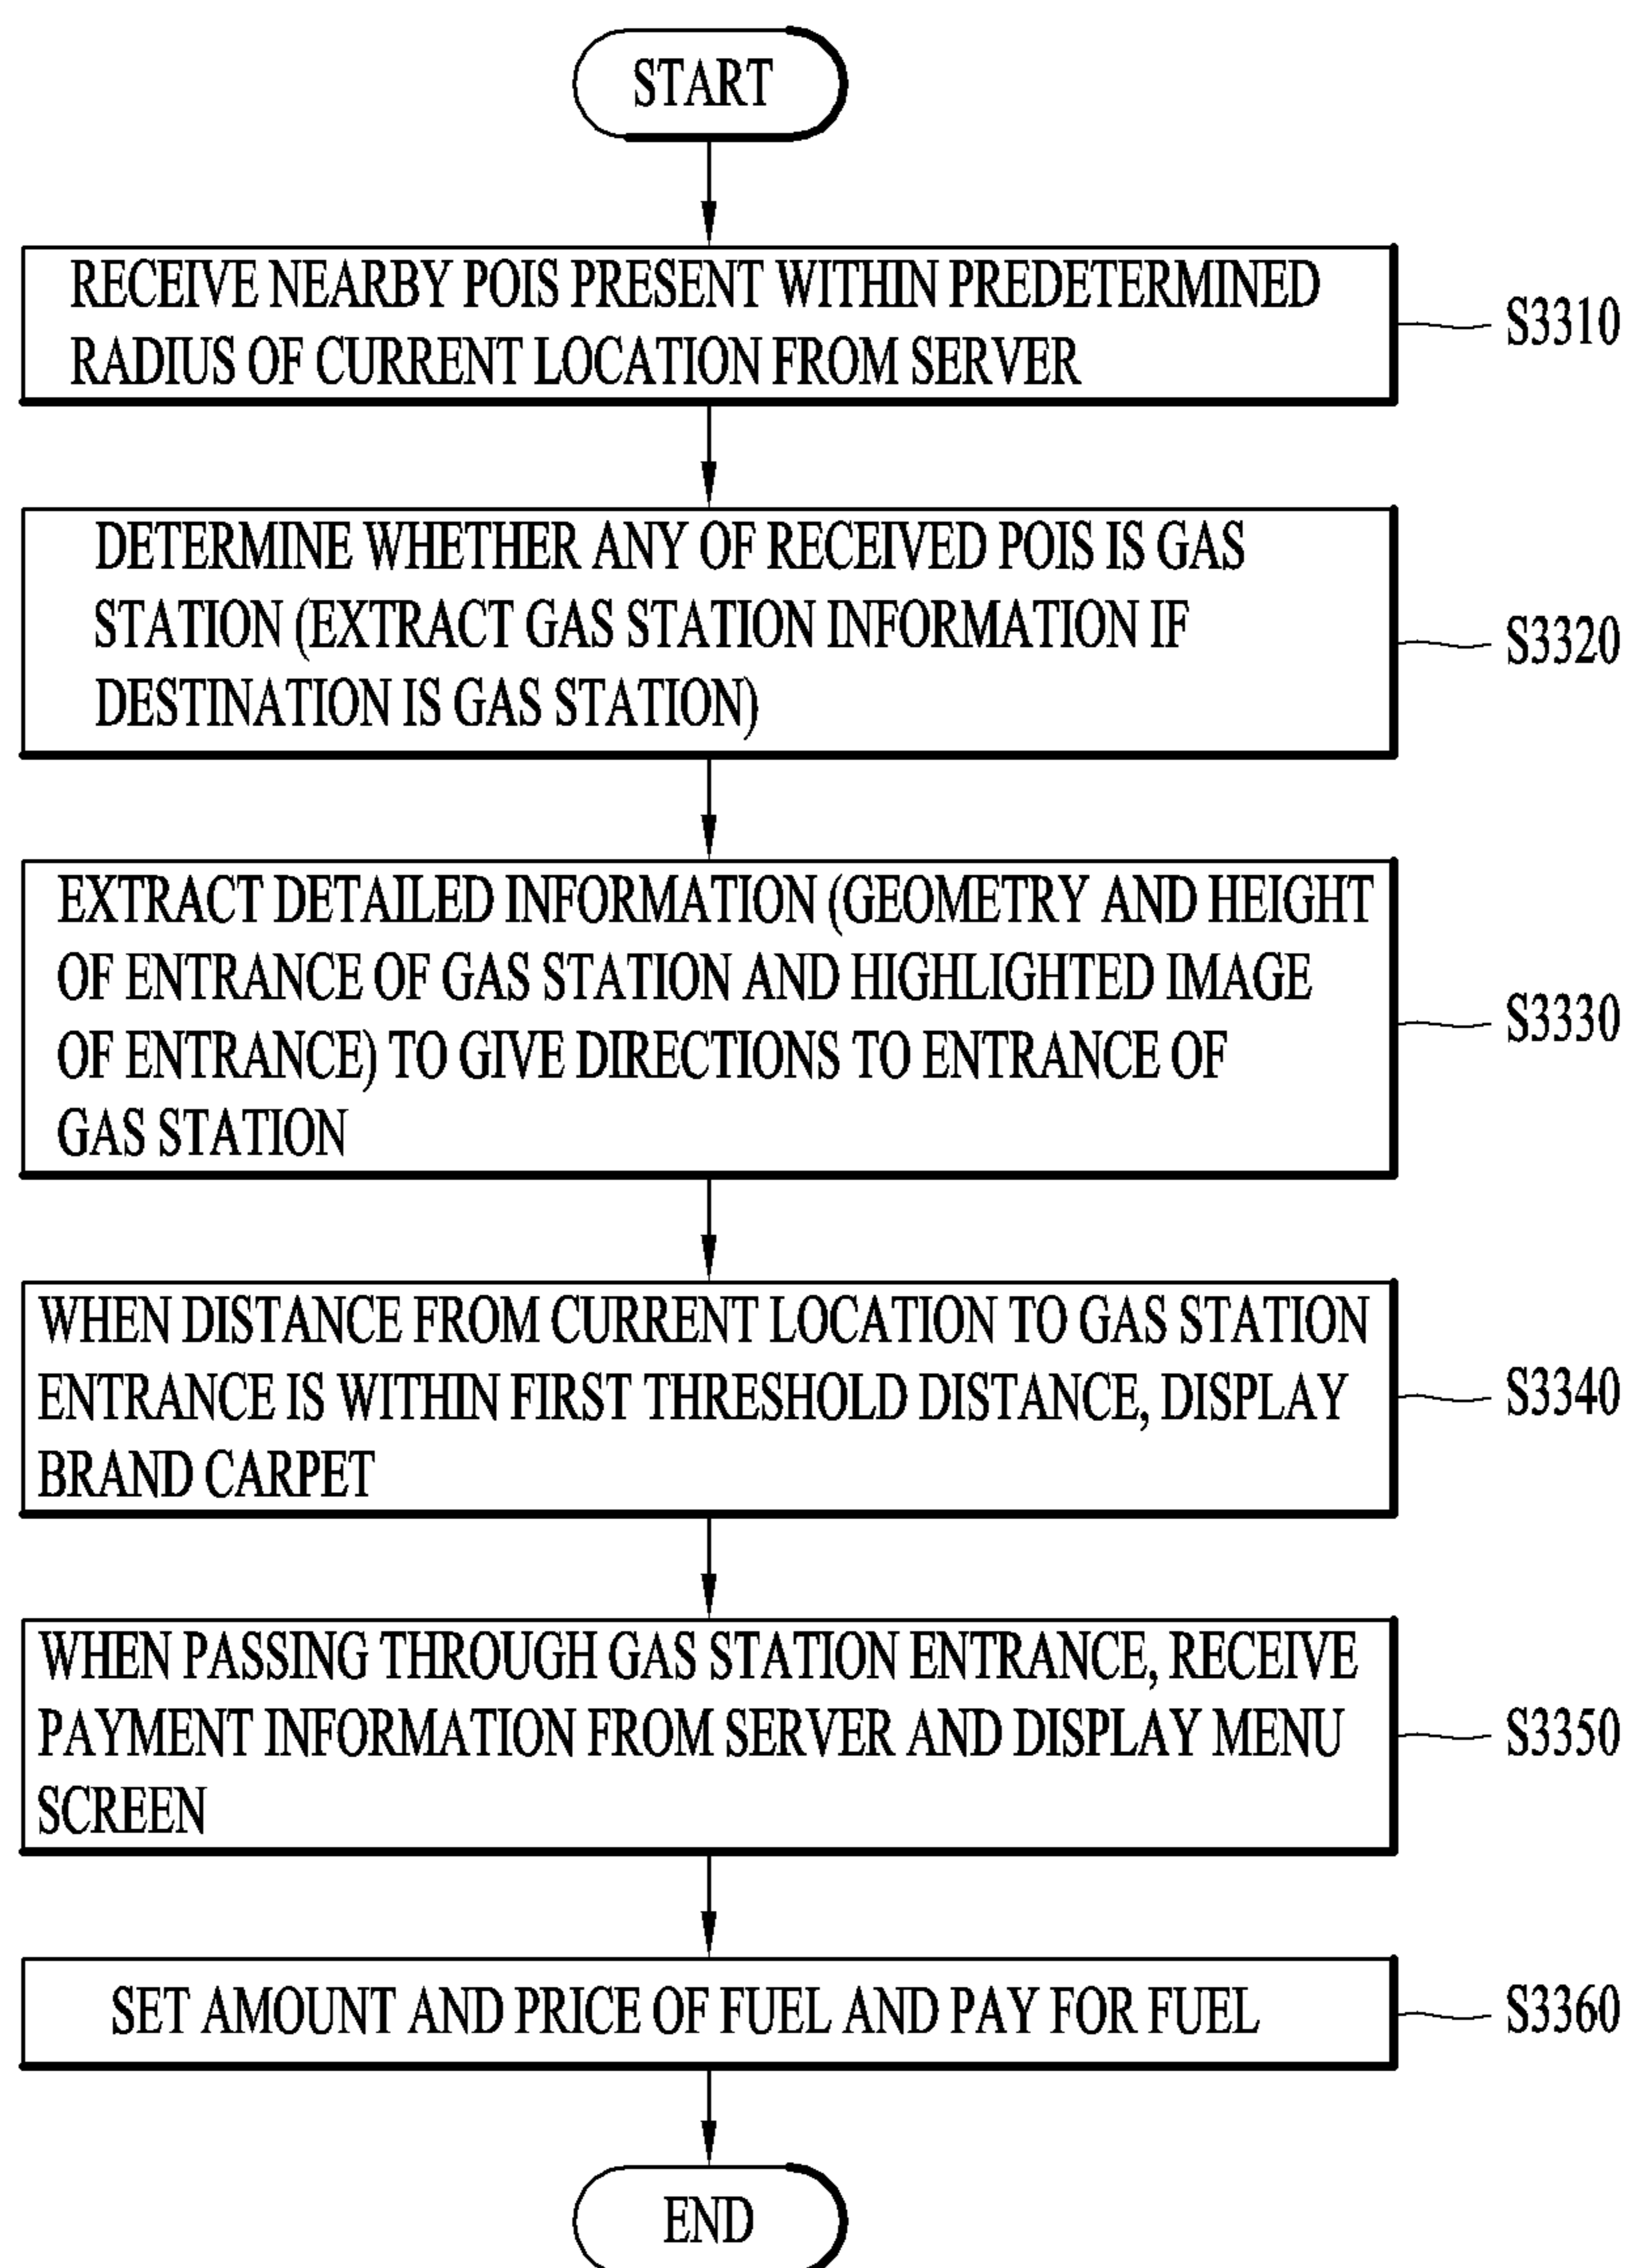 START
RECEIVE NEARBY POIS PRESENT WITHIN PREDETERMINED
RADIUS OF CURRENT LOCATION FROM SERVER
S3310
DETERMINE WHETHER ANY OF RECEIVED POIS IS GAS
STATION (EXTRACT GAS STATION INFORMATION IF
DESTINATION IS GAS STATION)
S3320
EXTRACT DETAILED INFORMATION (GEOMETRY AND HEIGHT
OF ENTRANCE OF GAS STATION AND HIGHLIGHTED IMAGE
OF ENTRANCE) TO GIVE DIRECTIONS TO ENTRANCE OF
GAS STATION
S3330
WHEN DISTANCE FROM CURRENT LOCATION TO GAS STATION
ENTRANCE IS WITHIN FIRST THRESHOLD DISTANCE, DISPLAY
BRAND CARPET
S3340
WHEN PASSING THROUGH GAS STATION ENTRANCE, RECEIVE
PAYMENT INFORMATION FROM SERVER AND DISPLAY MENU
SCREEN
S3350
SET AMOUNT AND PRICE OF FUEL AND PAY FOR FUEL
S3360
END